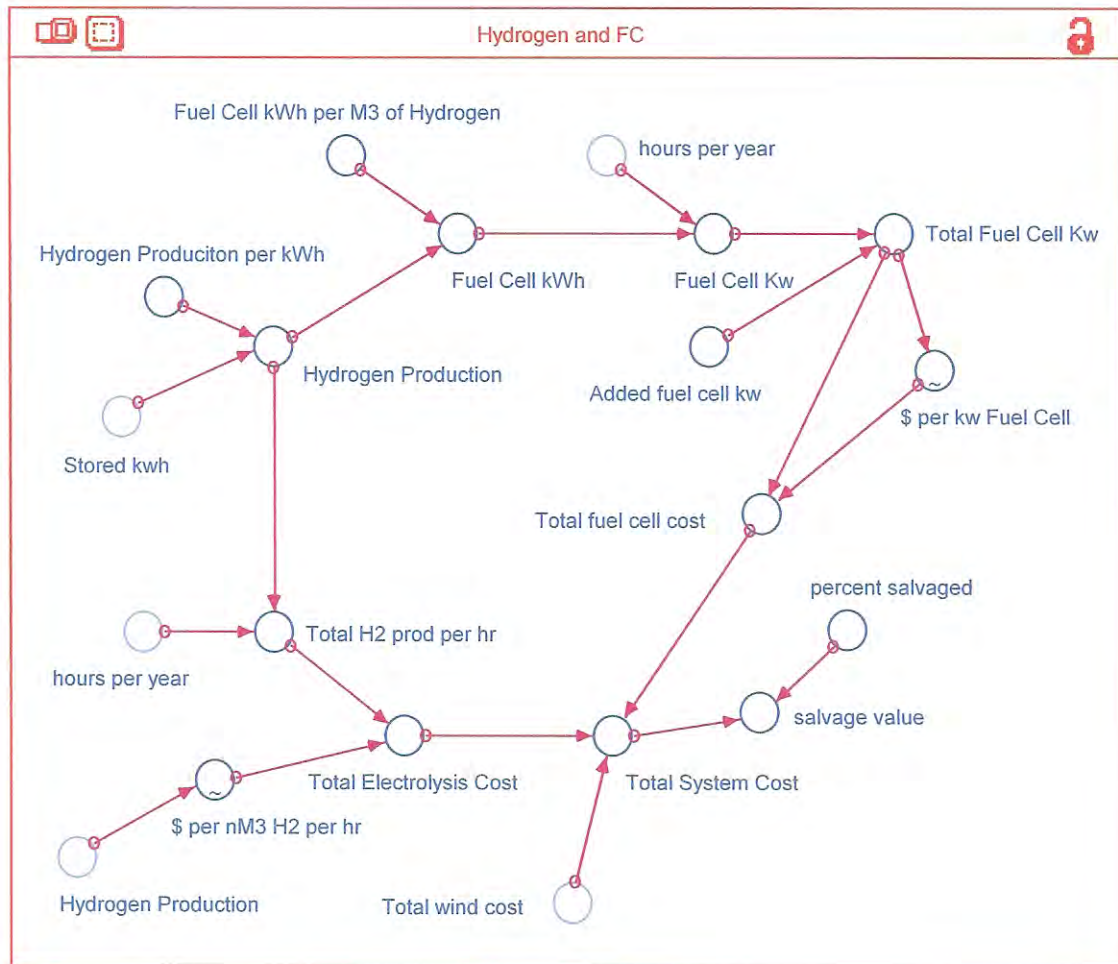 Hydrogen and FC
Fuel Cell kWh per M3 of Hydrogen
hours per year
Total Fuel Cell Kw
Hydrogen Produciton per kWh
Fuel Cell kWh
Fuel Cell Kw
Hydrogen Production
Added fuel cell kw
$ per kw Fuel Cell
Stored kwh
Total fuel cell cost
percent salvaged
Total H2 prod per hr
hours per year
salvage value
Total Electrolysis Cost
Total System Cost
$ per nM3 H2 per hr
Hydrogen Production
Total wind cost